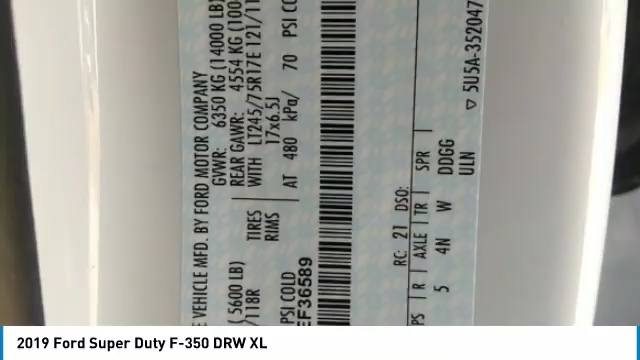 E VEHICLE MFD. BY FORD MOTOR COMPANY
GVWR: 6350 KG (14000 LB)
( 5600 LB) REAR GAWR: 4554 KG (100
/118R TIRES WITH LT245/75R17E 121/11
RIMS 17x6.5J
PSI COLD AT 480 kPa/ 70 PSI CO
EF36589
RC: 21 DSO:
PS R AXLE TR SPR
5 4N W DDGG
ULN ▽ 5U5A-352047
2019 Ford Super Duty F-350 DRW XL